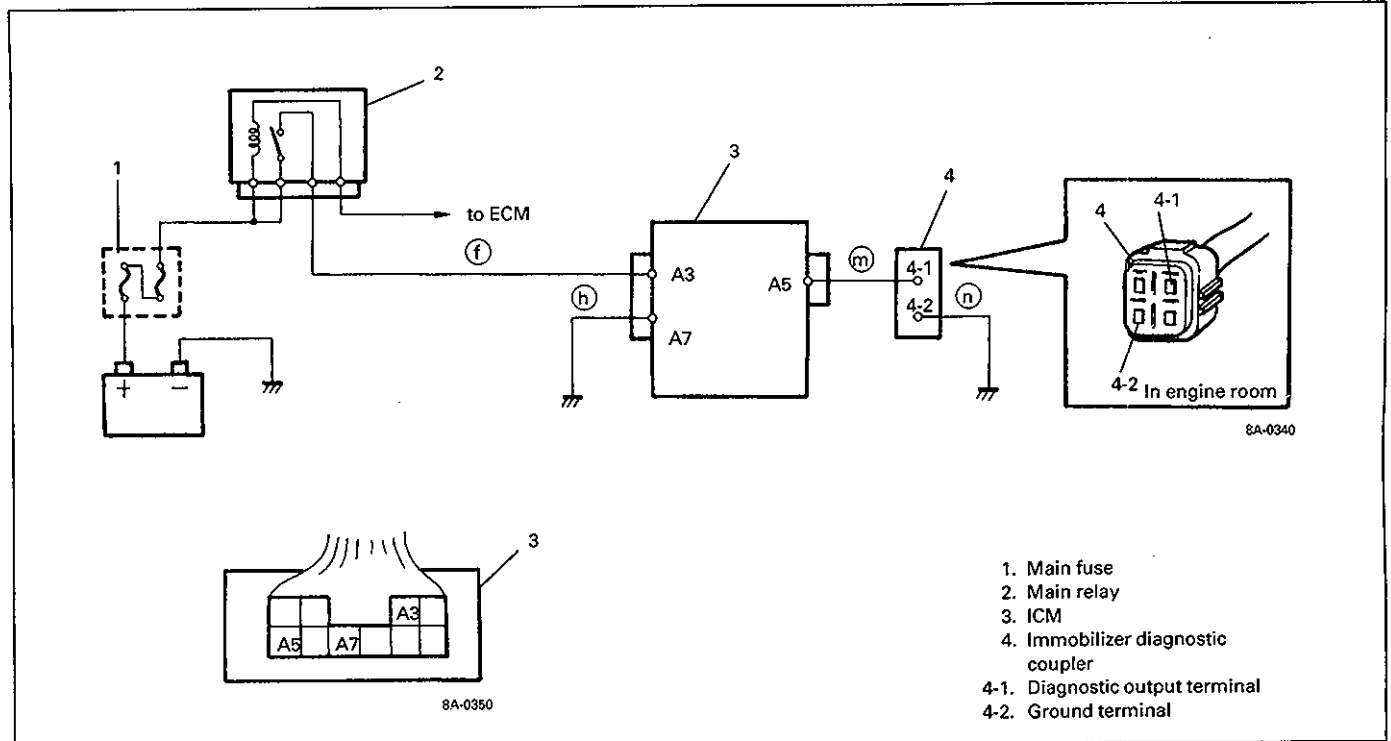 2
1
3
4
to ECM
f
A3
h
A7
A5
m
4-1
4-2
n
4
4-1
4-2
In engine room
8A-0340
+
−
3
A3
A5
A7
8A-0350
1. Main fuse
2. Main relay
3. ICM
4. Immobilizer diagnostic
coupler
4-1. Diagnostic output terminal
4-2. Ground terminal